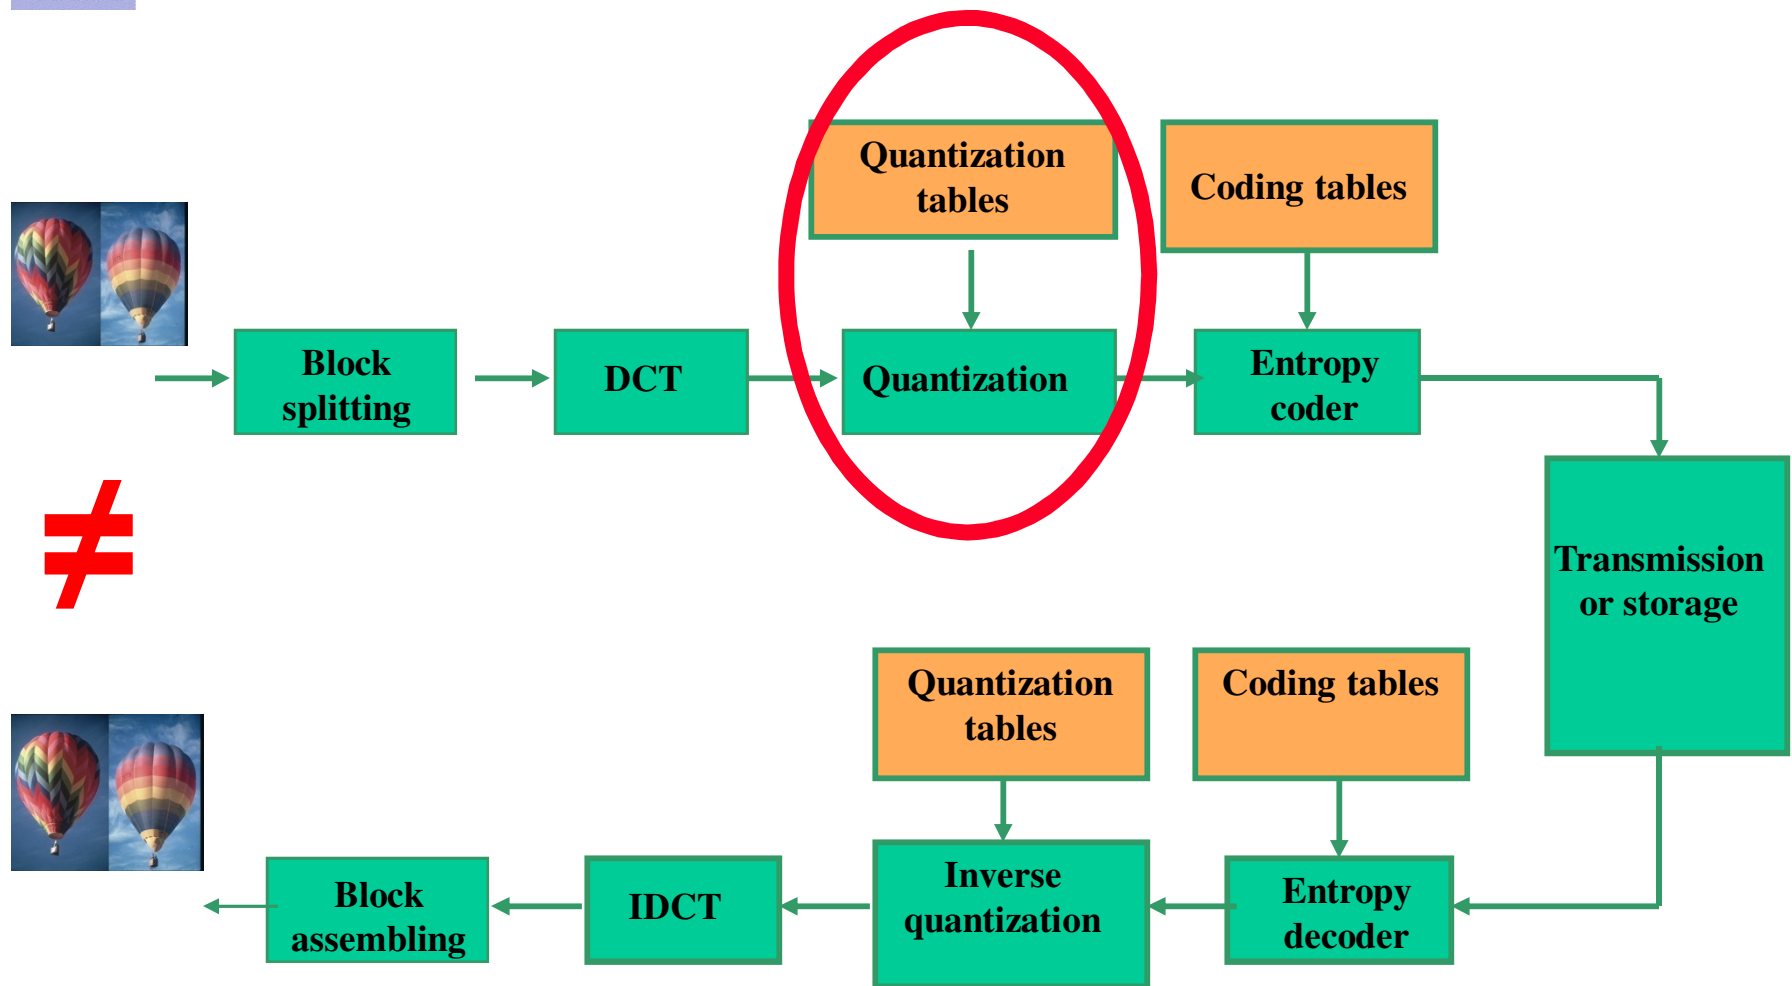 Quantization
tables
Coding tables
Block
splitting
DCT
Quantization
Entropy
coder
≠
Transmission
or storage
Quantization
tables
Coding tables
Block
assembling
IDCT
Inverse
quantization
Entropy
decoder